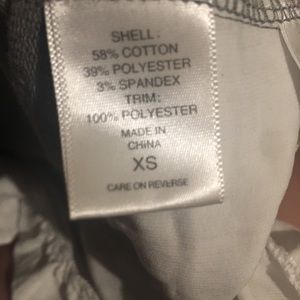 SHELL:
58% COTTON
39% POLYESTER
3% SPANDEX
TRIM:
100% POLYESTER
MADE IN
CHINA
XS
CARE ON REVERSE